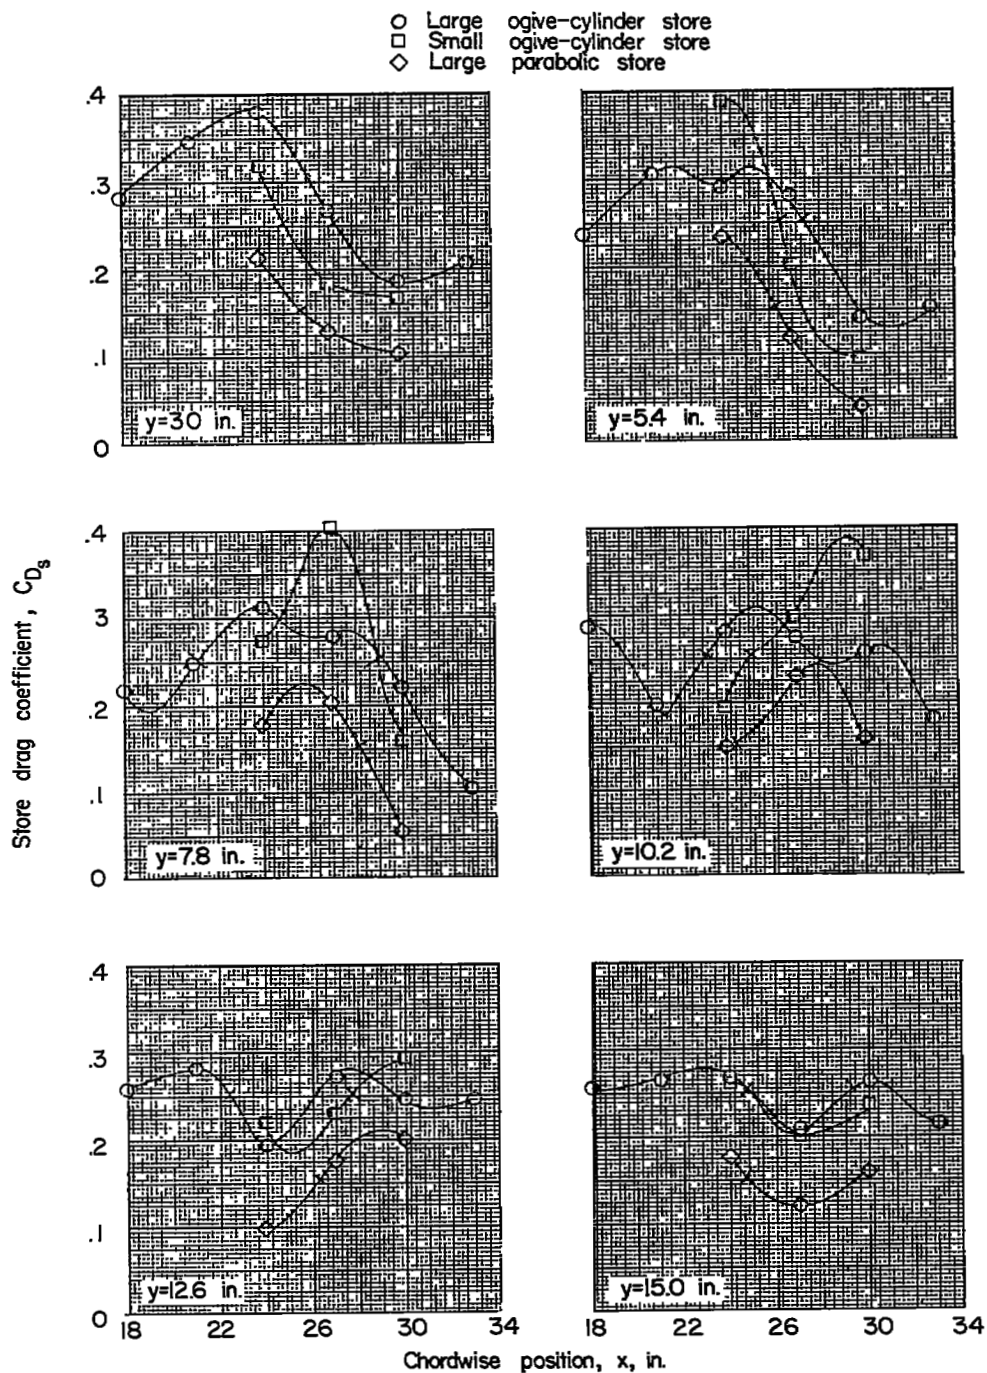 Large ogive-cylinder store
Small ogive-cylinder store
Large parabolic store
.4
.3
.2
.1
0
y=3.0 in.
y=5.4 in.
Store drag coefficient, C_Ds
.4
.3
.2
.1
0
y=7.8 in.
y=10.2 in.
.4
.3
.2
.1
0
y=12.6 in.
y=15.0 in.
18 22 26 30 34
18 22 26 30 34
Chordwise position, x, in.